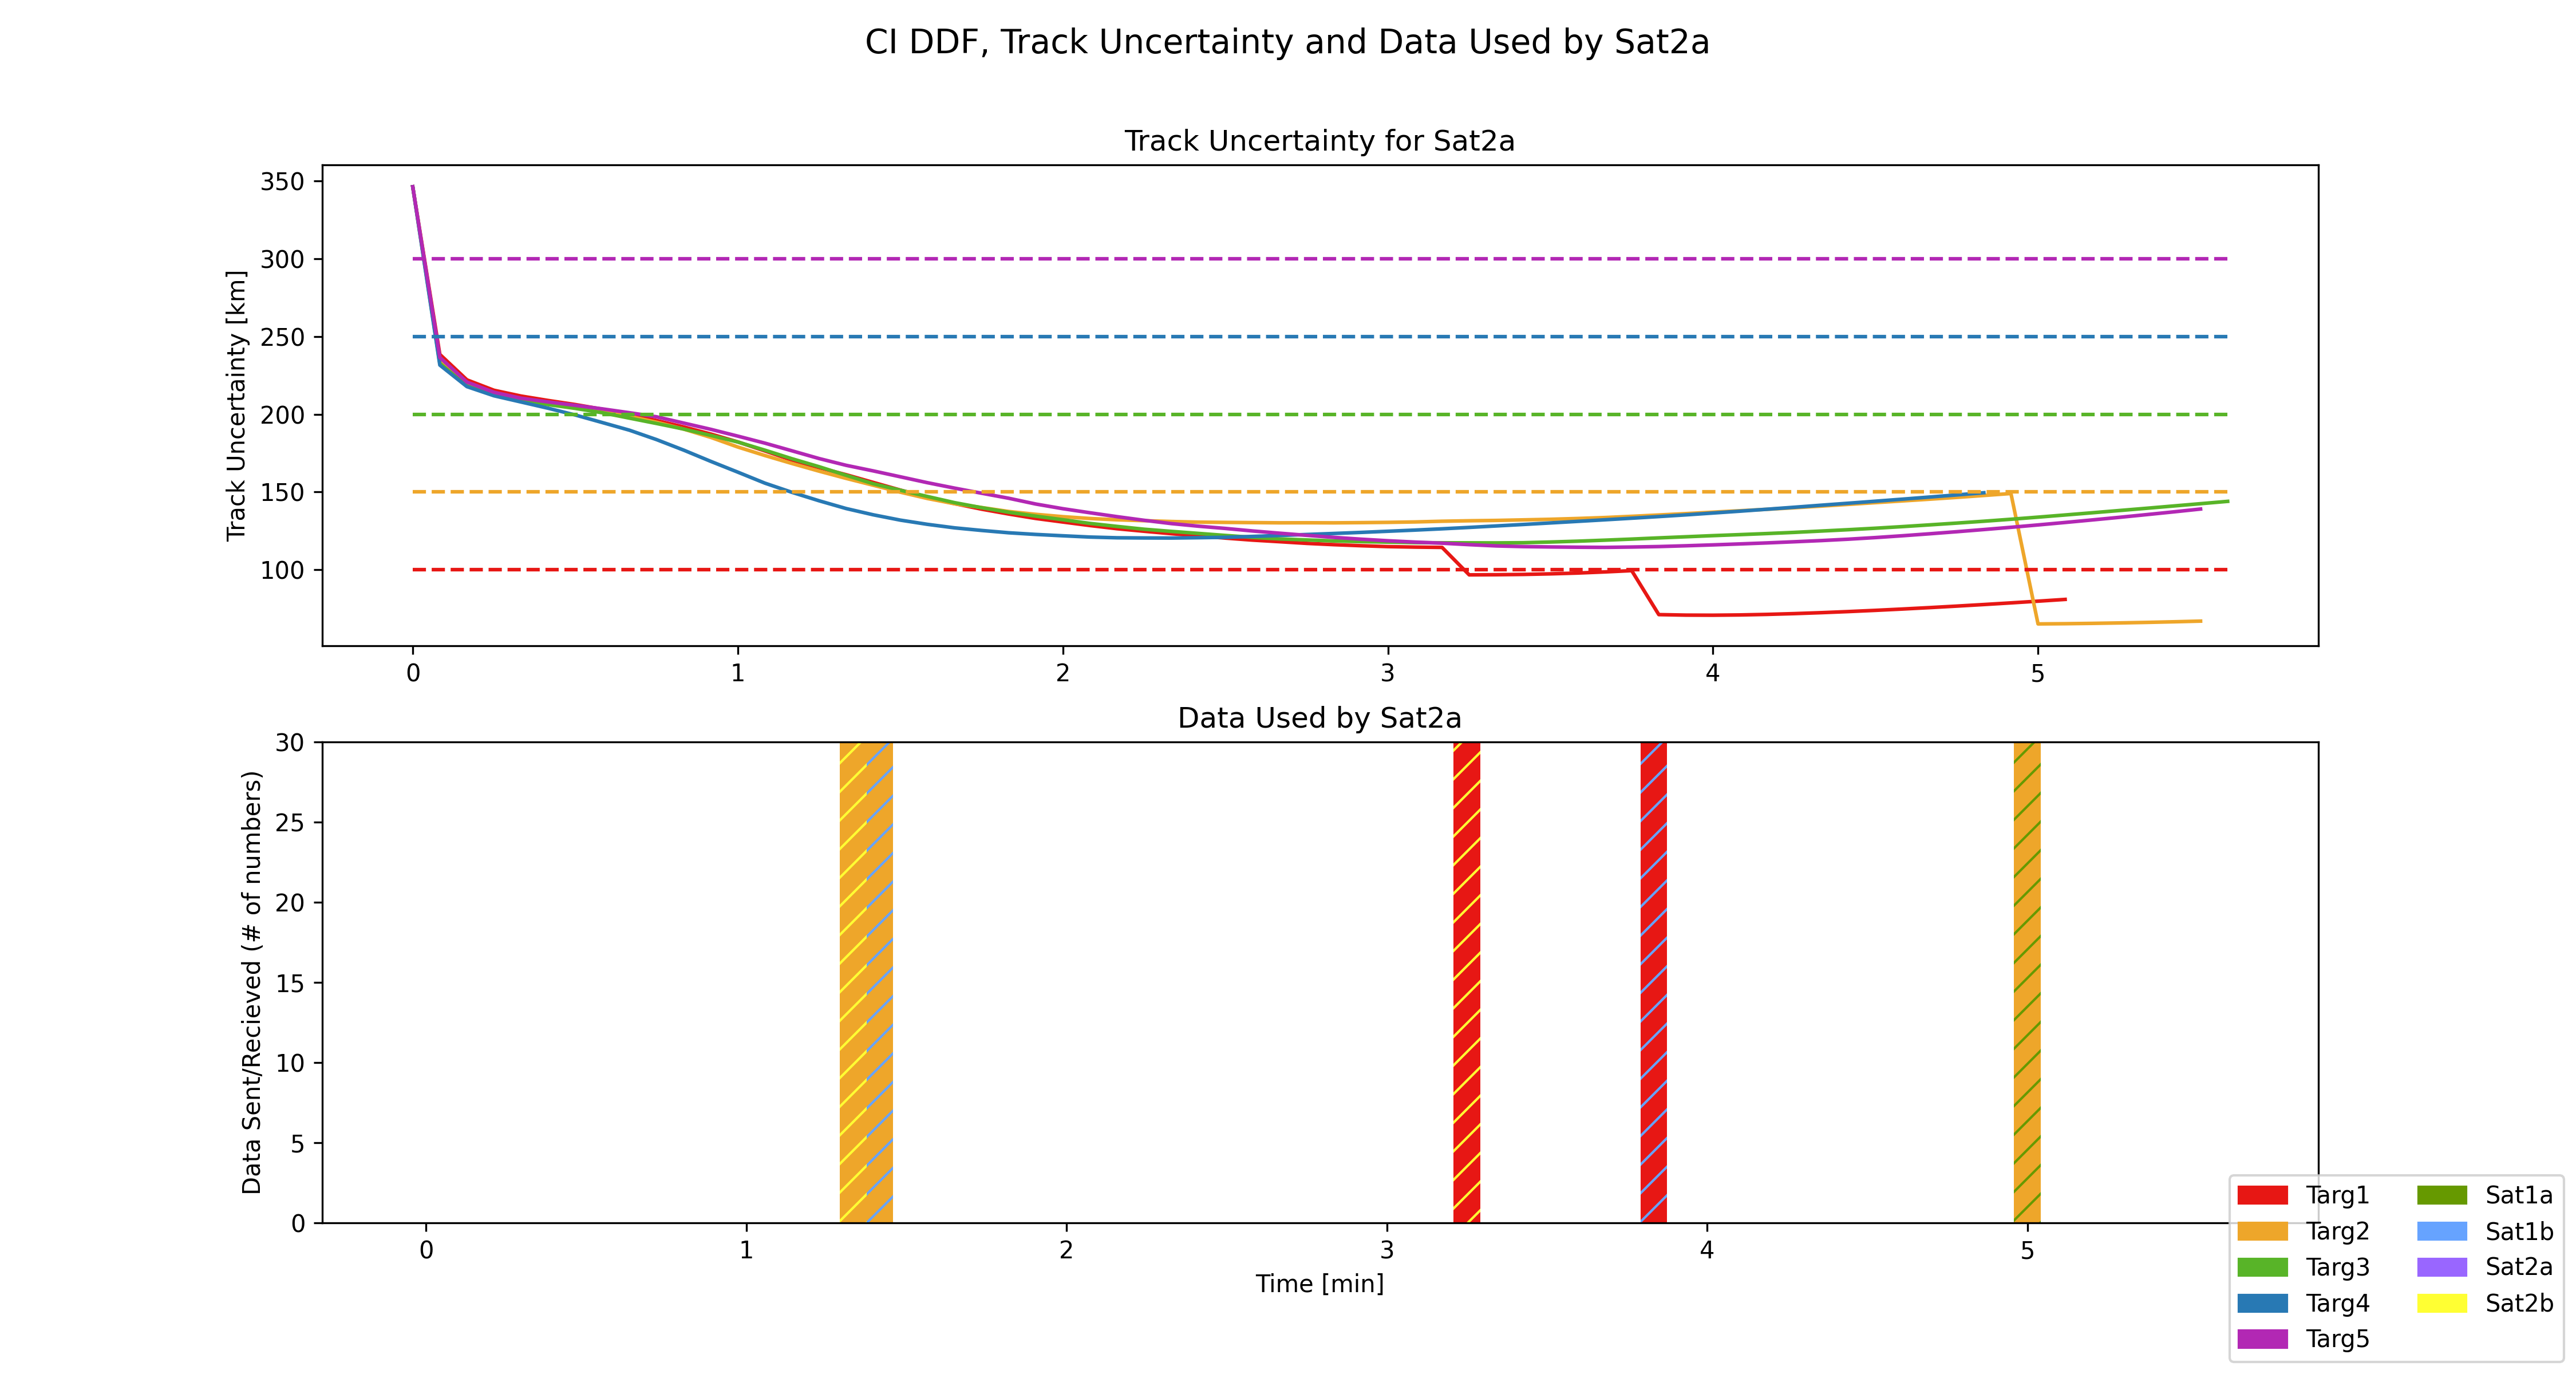 CI DDF, Track Uncertainty and Data Used by Sat2a
Track Uncertainty for Sat2a
Track Uncertainty [km]
350
300
250
200
150
100
0 1 2 3 4 5
Data Used by Sat2a
Data Sent/Recieved (# of numbers)
30
25
20
15
10
5
0
0 1 2 3 4 5
Time [min]
Targ1 Sat1a
Targ2 Sat1b
Targ3 Sat2a
Targ4 Sat2b
Targ5